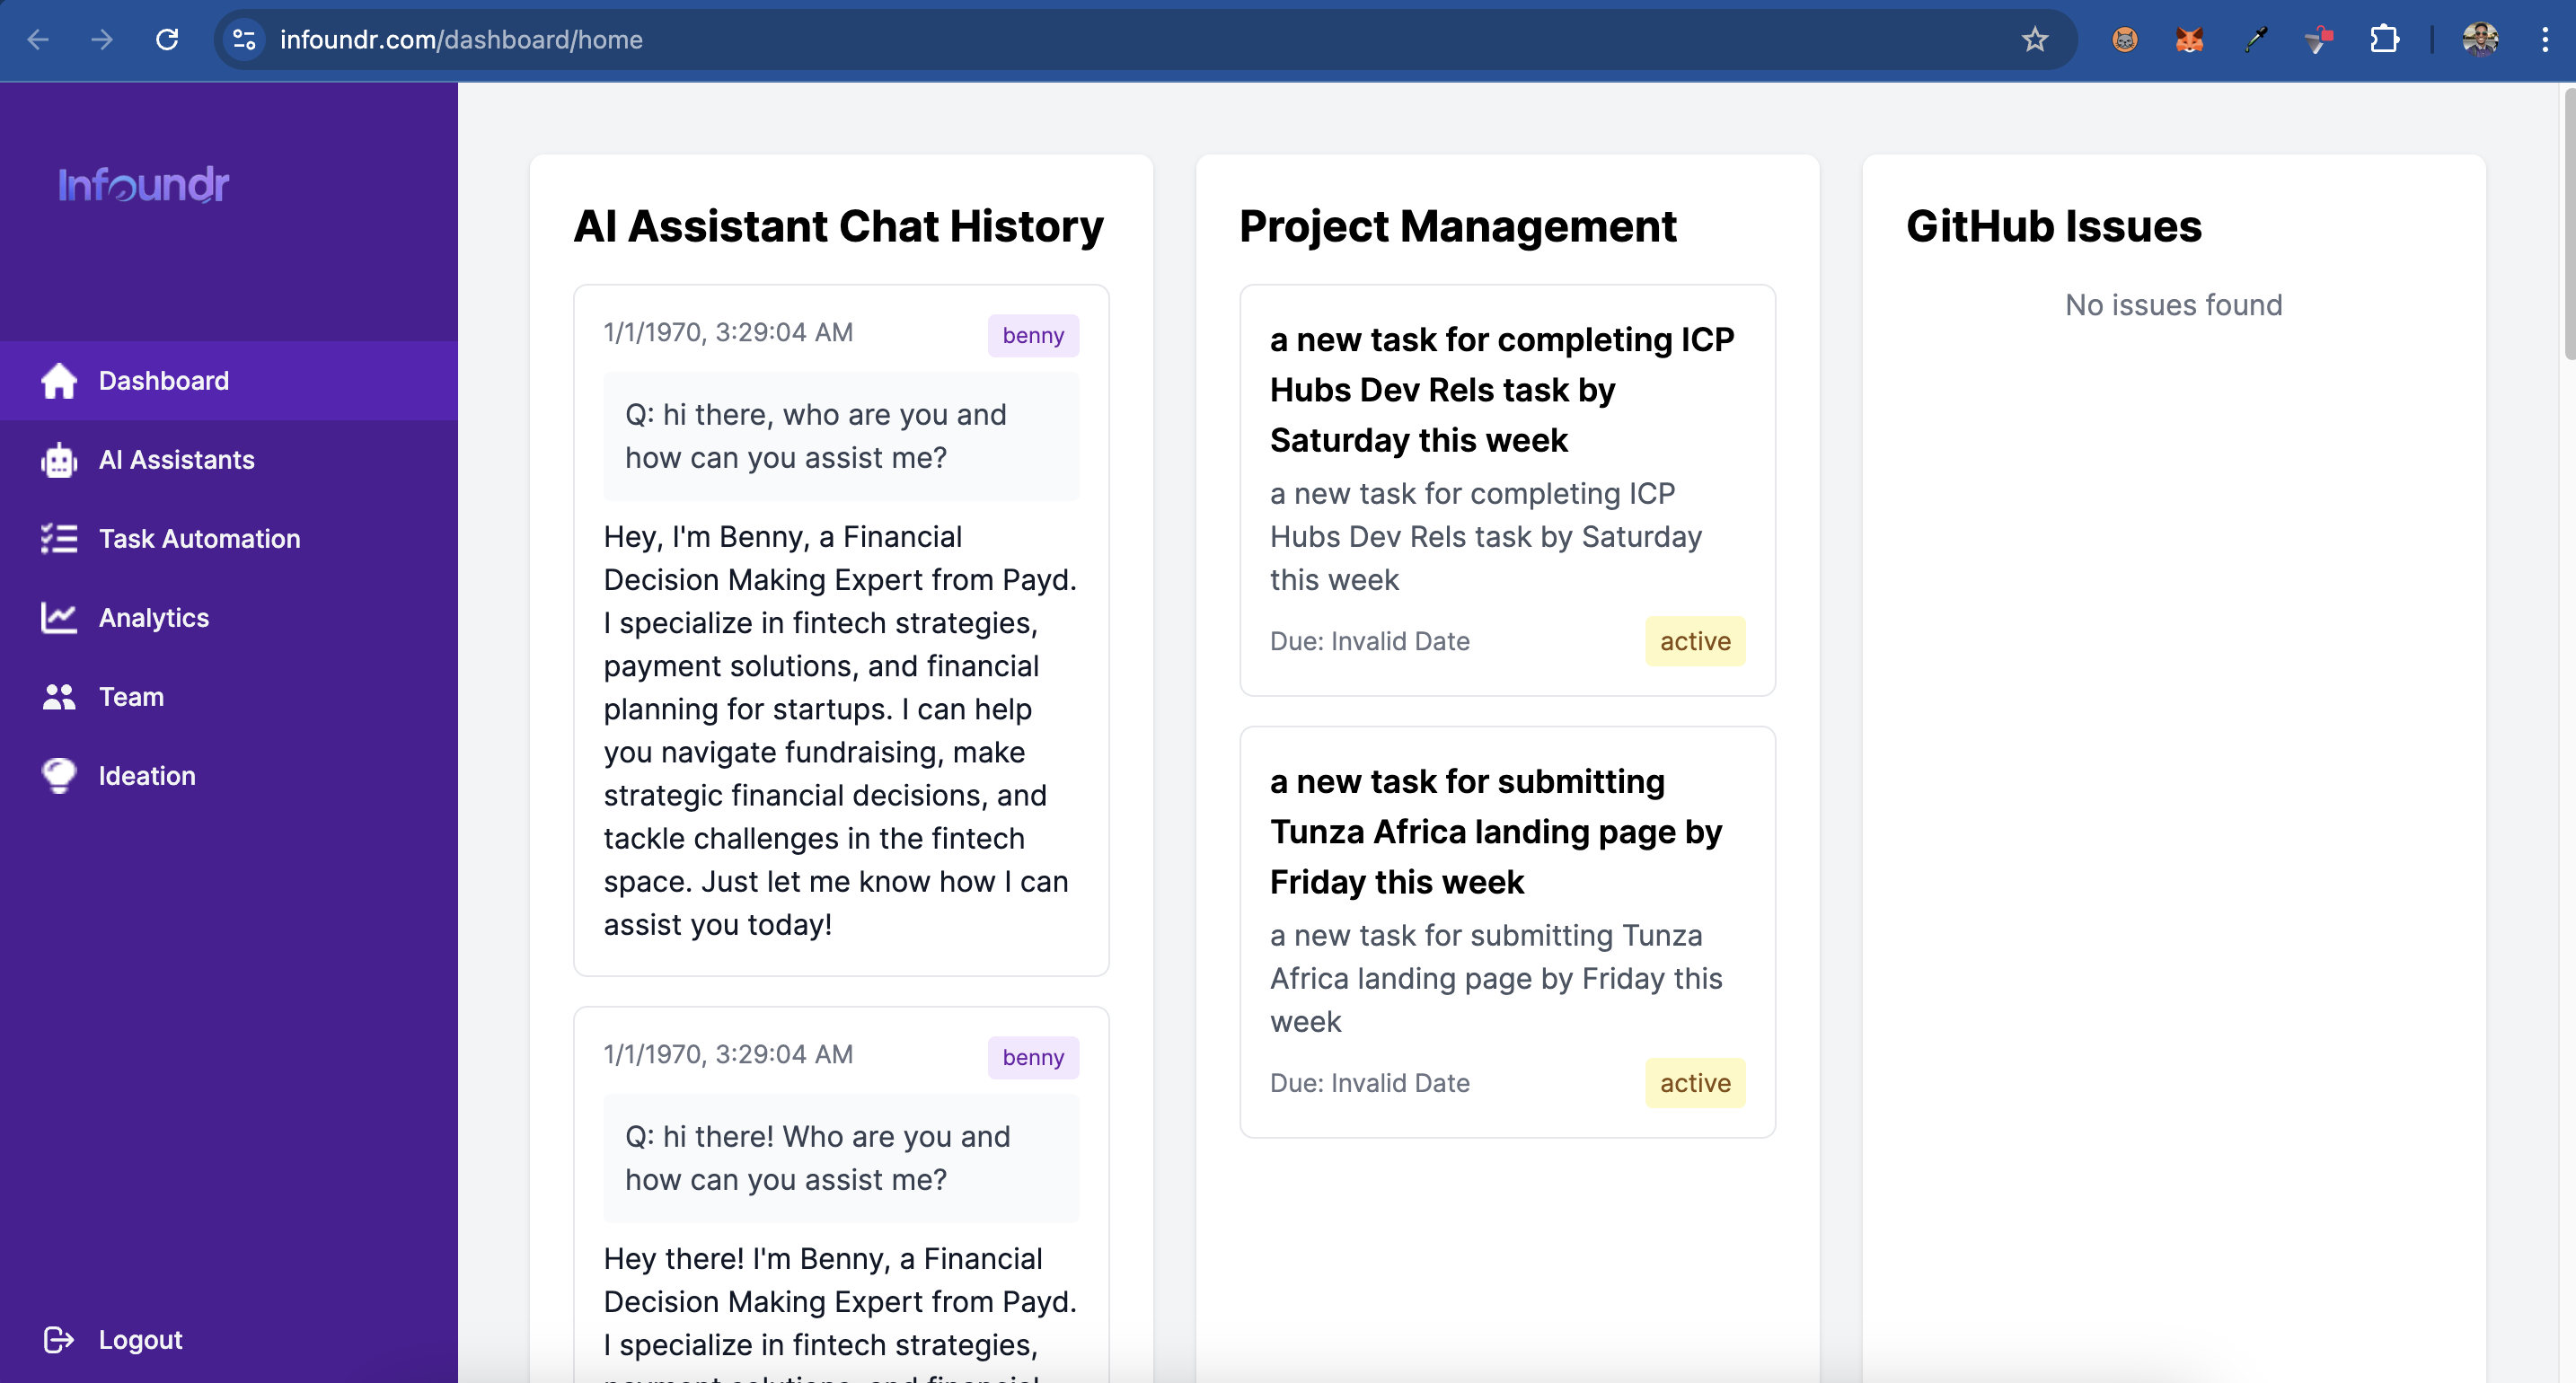 infoundr.com/dashboard/home
Infoundr
Dashboard
AI Assistants
Task Automation
Analytics
Team
Ideation
Logout
AI Assistant Chat History
1/1/1970, 3:29:04 AM
benny
Q: hi there, who are you and
how can you assist me?
Hey, I'm Benny, a Financial
Decision Making Expert from Payd.
I specialize in fintech strategies,
payment solutions, and financial
planning for startups. I can help
you navigate fundraising, make
strategic financial decisions, and
tackle challenges in the fintech
space. Just let me know how I can
assist you today!
1/1/1970, 3:29:04 AM
benny
Q: hi there! Who are you and
how can you assist me?
Hey there! I'm Benny, a Financial
Decision Making Expert from Payd.
I specialize in fintech strategies,
payment solutions, and financial
Project Management
a new task for completing ICP
Hubs Dev Rels task by
Saturday this week
a new task for completing ICP
Hubs Dev Rels task by Saturday
this week
Due: Invalid Date
active
a new task for submitting
Tunza Africa landing page by
Friday this week
a new task for submitting Tunza
Africa landing page by Friday this
week
Due: Invalid Date
active
GitHub Issues
No issues found